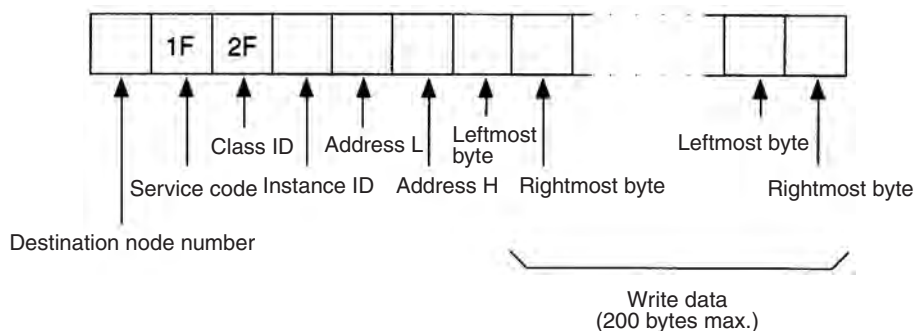 1F 2F
Class ID Address L Leftmost byte Leftmost byte
Service code Instance ID Address H Rightmost byte Rightmost byte
Destination node number
Write data
(200 bytes max.)